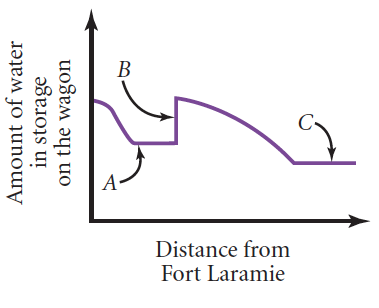 Amount of water
in storage
on the wagon
B
C
A
Distance from
Fort Laramie